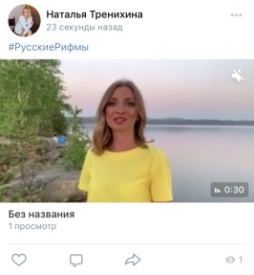 Наталья Тренихина
23 секунды назад
#РусскиеРифмы
0:30
Без названия
1 просмотр
1